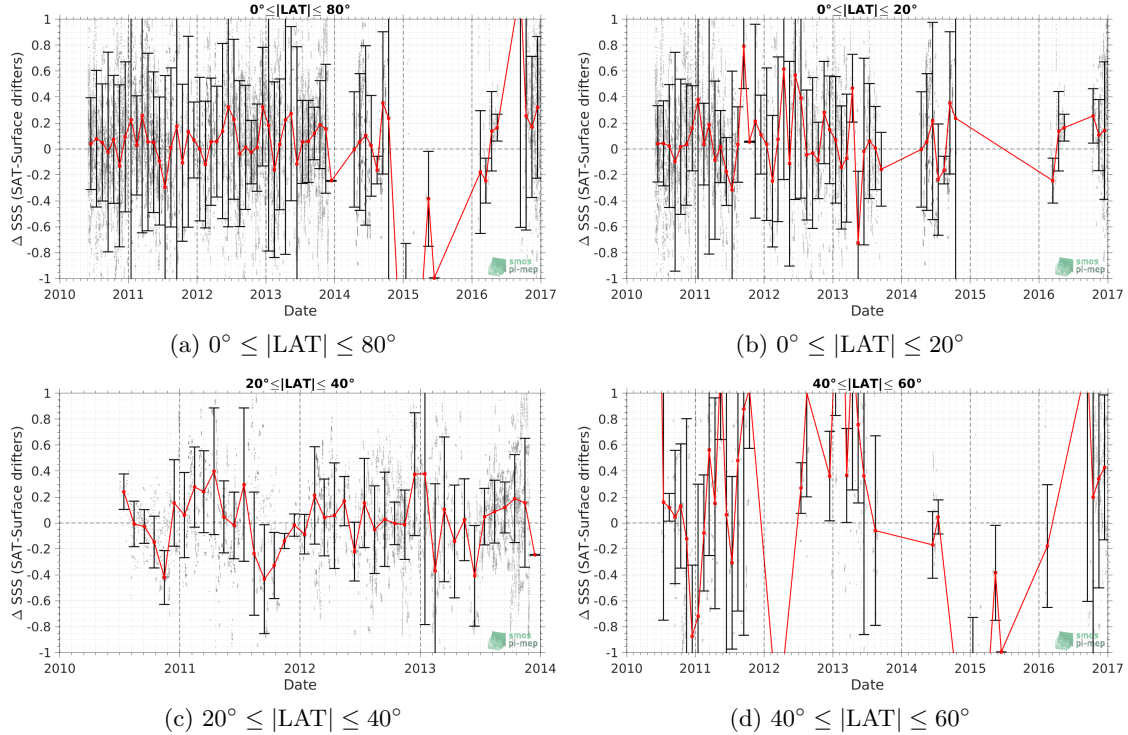 0°≤|LAT|≤ 80°
1
0.8
0.6
0.4
0.2
0
-0.2
-0.4
-0.6
-0.8
-1
Δ SSS (SAT-Surface drifters)
2010 2011 2012 2013 2014 2015 2016 2017
Date
smos
pi-mep
(a) 0° ≤ |LAT| ≤ 80°
0°≤|LAT|≤ 20°
1
0.8
0.6
0.4
0.2
0
-0.2
-0.4
-0.6
-0.8
-1
Δ SSS (SAT-Surface drifters)
2010 2011 2012 2013 2014 2015 2016 2017
Date
smos
pi-mep
(b) 0° ≤ |LAT| ≤ 20°
20°≤|LAT|≤ 40°
1
0.8
0.6
0.4
0.2
0
-0.2
-0.4
-0.6
-0.8
-1
Δ SSS (SAT-Surface drifters)
2010 2011 2012 2013 2014
Date
smos
pi-mep
(c) 20° ≤ |LAT| ≤ 40°
40°≤|LAT|≤ 60°
1
0.8
0.6
0.4
0.2
0
-0.2
-0.4
-0.6
-0.8
-1
Δ SSS (SAT-Surface drifters)
2010 2011 2012 2013 2014 2015 2016 2017
Date
smos
pi-mep
(d) 40° ≤ |LAT| ≤ 60°